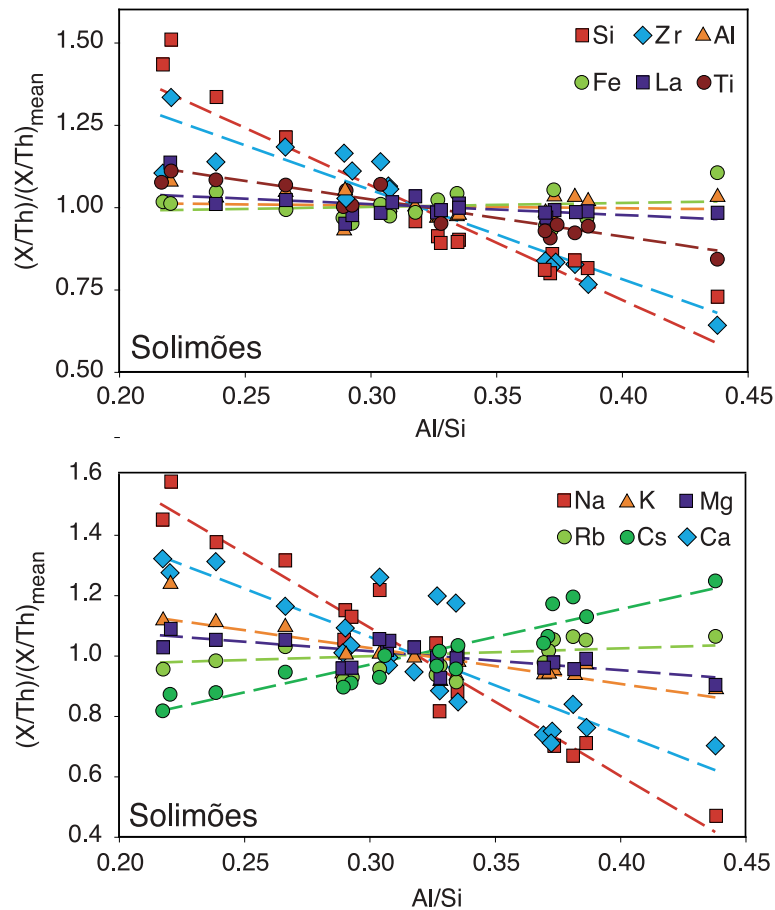 1.50
1.25
1.00
0.75
0.50
(X/Th)/(X/Th)mean
Si Zr Al
Fe La Ti
Solimões
0.20 0.25 0.30 0.35 0.40 0.45
Al/Si
1.6
1.4
1.2
1.0
0.8
0.6
0.4
(X/Th)/(X/Th)mean
Na K Mg
Rb Cs Ca
Solimões
0.20 0.25 0.30 0.35 0.40 0.45
Al/Si